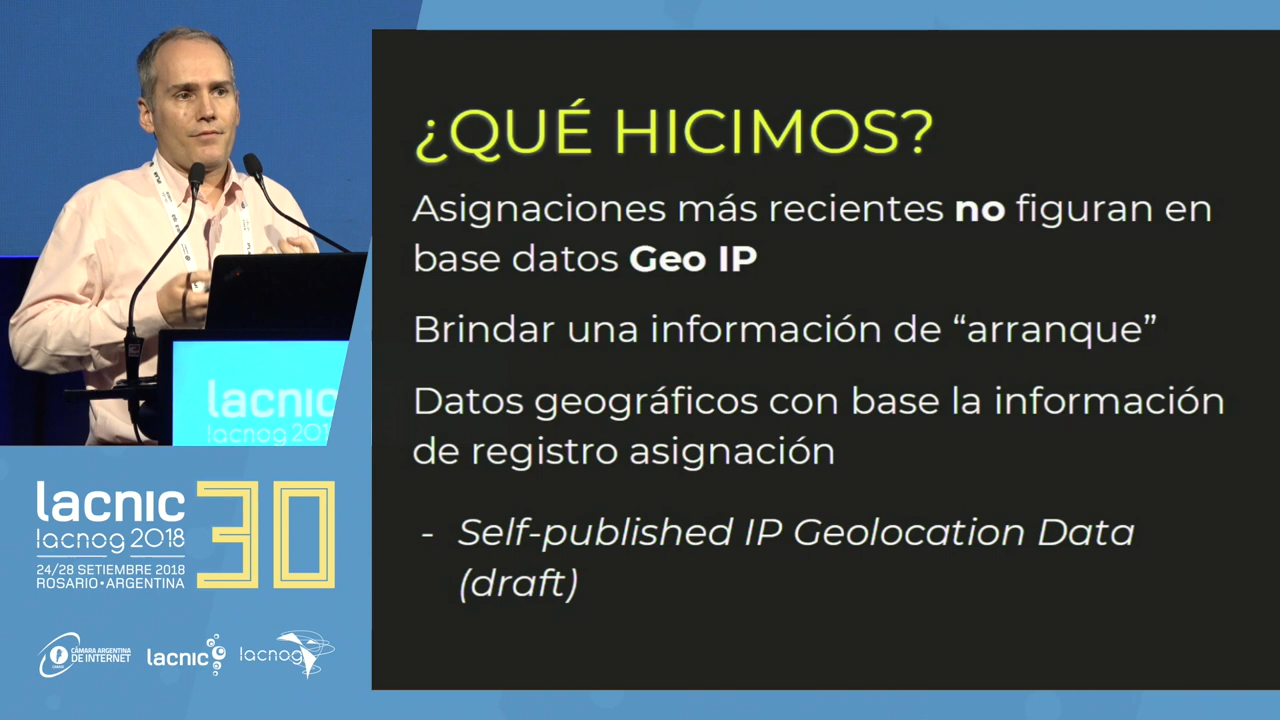 ¿QUÉ HICIMOS?
Asignaciones más recientes no figuran en
base datos Geo IP
Brindar una información de “arranque”
Datos geográficos con base la información
de registro asignación
- Self-published IP Geolocation Data
(draft)
lacnic
lacnog 201
lacnic 30
lacnog 2018
24/28 SETIEMBRE 2018
ROSARIO • ARGENTINA
CÁMARA ARGENTINA
DE INTERNET
lacnic
lacnog